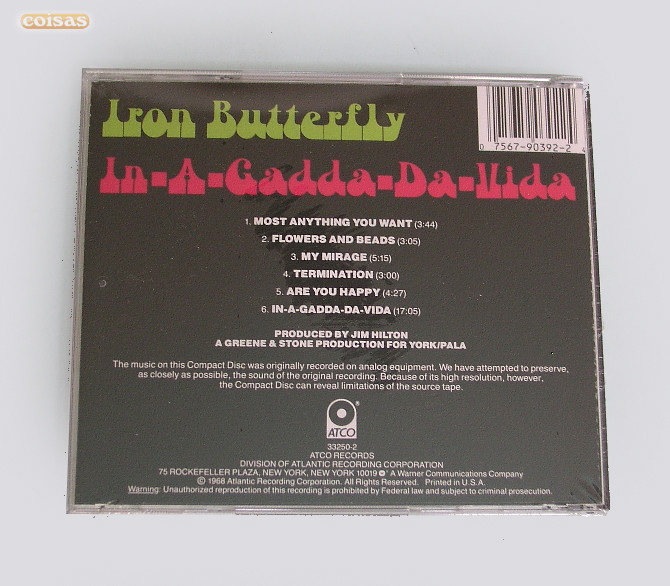 coisas
Iron Butterfly
In-A-Gadda-Da-Vida
0 7567-90392-2 4
1. MOST ANYTHING YOU WANT (3:44)
2. FLOWERS AND BEADS (3:05)
3. MY MIRAGE (5:15)
4. TERMINATION (3:00)
5. ARE YOU HAPPY (4:27)
6. IN-A-GADDA-DA-VIDA (17:05)
PRODUCED BY JIM HILTON
A GREENE & STONE PRODUCTION FOR YORK/PALA
The music on this Compact Disc was originally recorded on analog equipment. We have attempted to preserve,
as closely as possible, the sound of the original recording. Because of its high resolution, however,
the Compact Disc can reveal limitations of the source tape.
ATCO ®
33250-2
ATCO RECORDS
DIVISION OF ATLANTIC RECORDING CORPORATION
75 ROCKEFELLER PLAZA, NEW YORK, NEW YORK 10019 A Warner Communications Company
© 1968 Atlantic Recording Corporation. All Rights Reserved. Printed in U.S.A.
Warning: Unauthorized reproduction of this recording is prohibited by Federal law and subject to criminal prosecution.